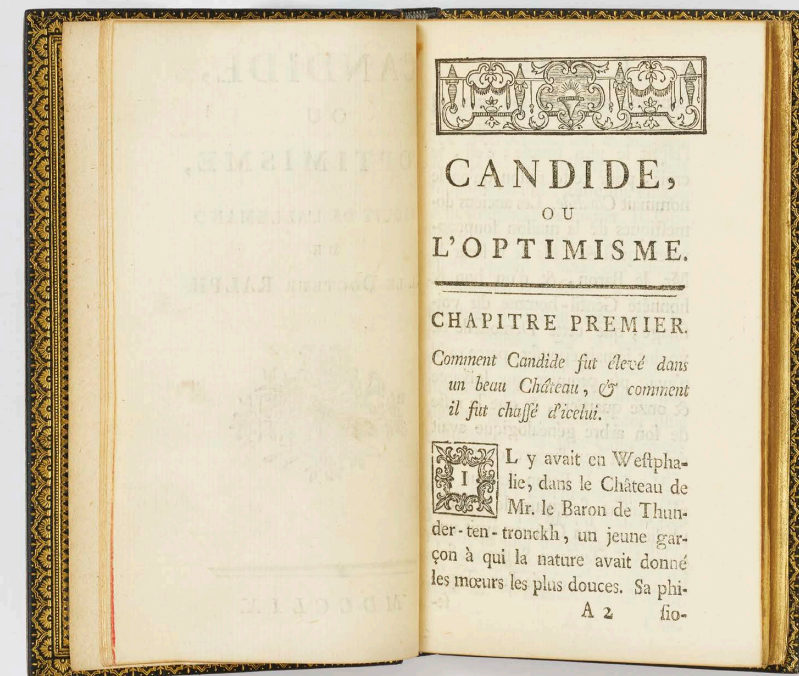 CANDIDE,
OU
L'OPTIMISME.
CHAPITRE PREMIER.
Comment Candide fut élevé dans
un beau Château, & comment
il fut chaſſé d'icelui.
IL y avait en Weſtpha-
lie, dans le Château de
Mr. le Baron de Thun-
der-ten-tronckh, un jeune gar-
çon à qui la nature avait donné
les mœurs les plus douces. Sa phi-
A 2 ſio-